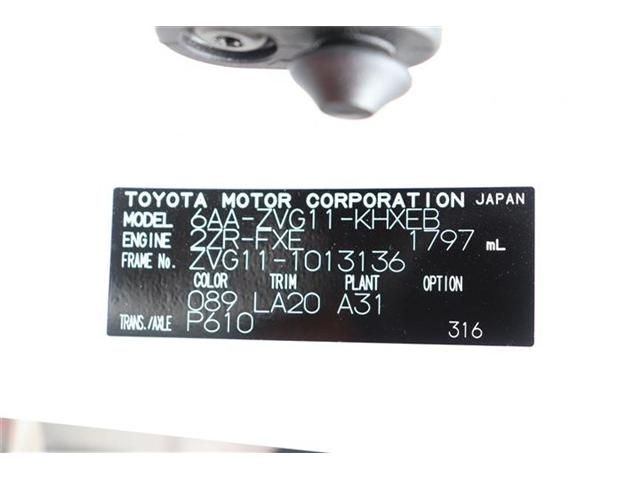 TOYOTA MOTOR CORPORATION JAPAN
MODEL 6AA-ZVG11-KHXEB
ENGINE 2ZR-FXE 1797 mL
FRAME No. ZVG11-1013136
COLOR TRIM PLANT OPTION
089 LA20 A31
TRANS./AXLE P610 316